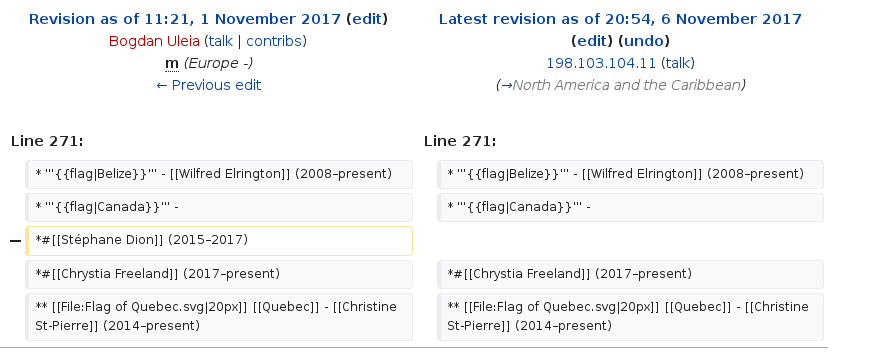 Revision as of 11:21, 1 November 2017 (edit)
Bogdan Uleia (talk | contribs)
m (Europe -)
← Previous edit
Latest revision as of 20:54, 6 November 2017
(edit) (undo)
198.103.104.11 (talk)
(→North America and the Caribbean)
Line 271:
Line 271:
* '''{{flag|Belize}}''' - [[Wilfred Elrington]] (2008–present)
* '''{{flag|Belize}}''' - [[Wilfred Elrington]] (2008–present)
* '''{{flag|Canada}}''' -
* '''{{flag|Canada}}''' -
− *#[[Stéphane Dion]] (2015–2017)
*#[[Chrystia Freeland]] (2017–present)
*#[[Chrystia Freeland]] (2017–present)
** [[File:Flag of Quebec.svg|20px]] [[Quebec]] - [[Christine
St-Pierre]] (2014–present)
** [[File:Flag of Quebec.svg|20px]] [[Quebec]] - [[Christine
St-Pierre]] (2014–present)